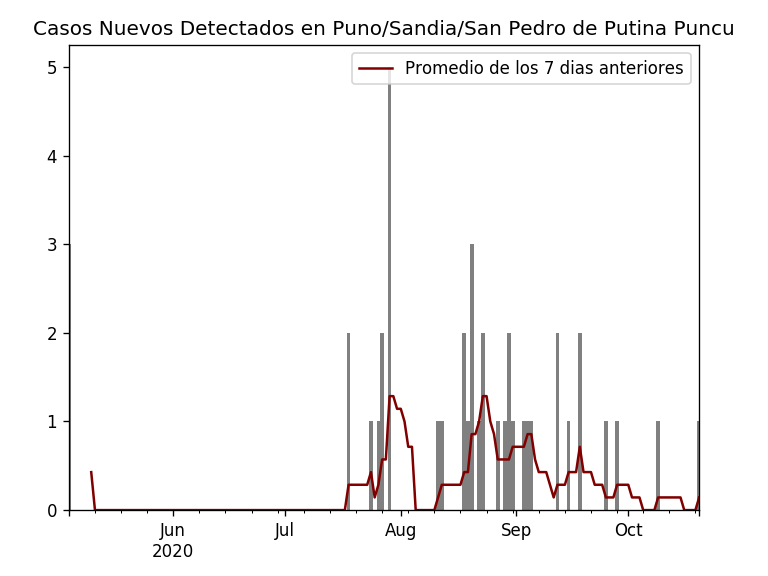 Casos Nuevos Detectados en Puno/Sandia/San Pedro de Putina Puncu
Promedio de los 7 dias anteriores
5
4
3
2
1
0
Jun
2020
Jul
Aug
Sep
Oct